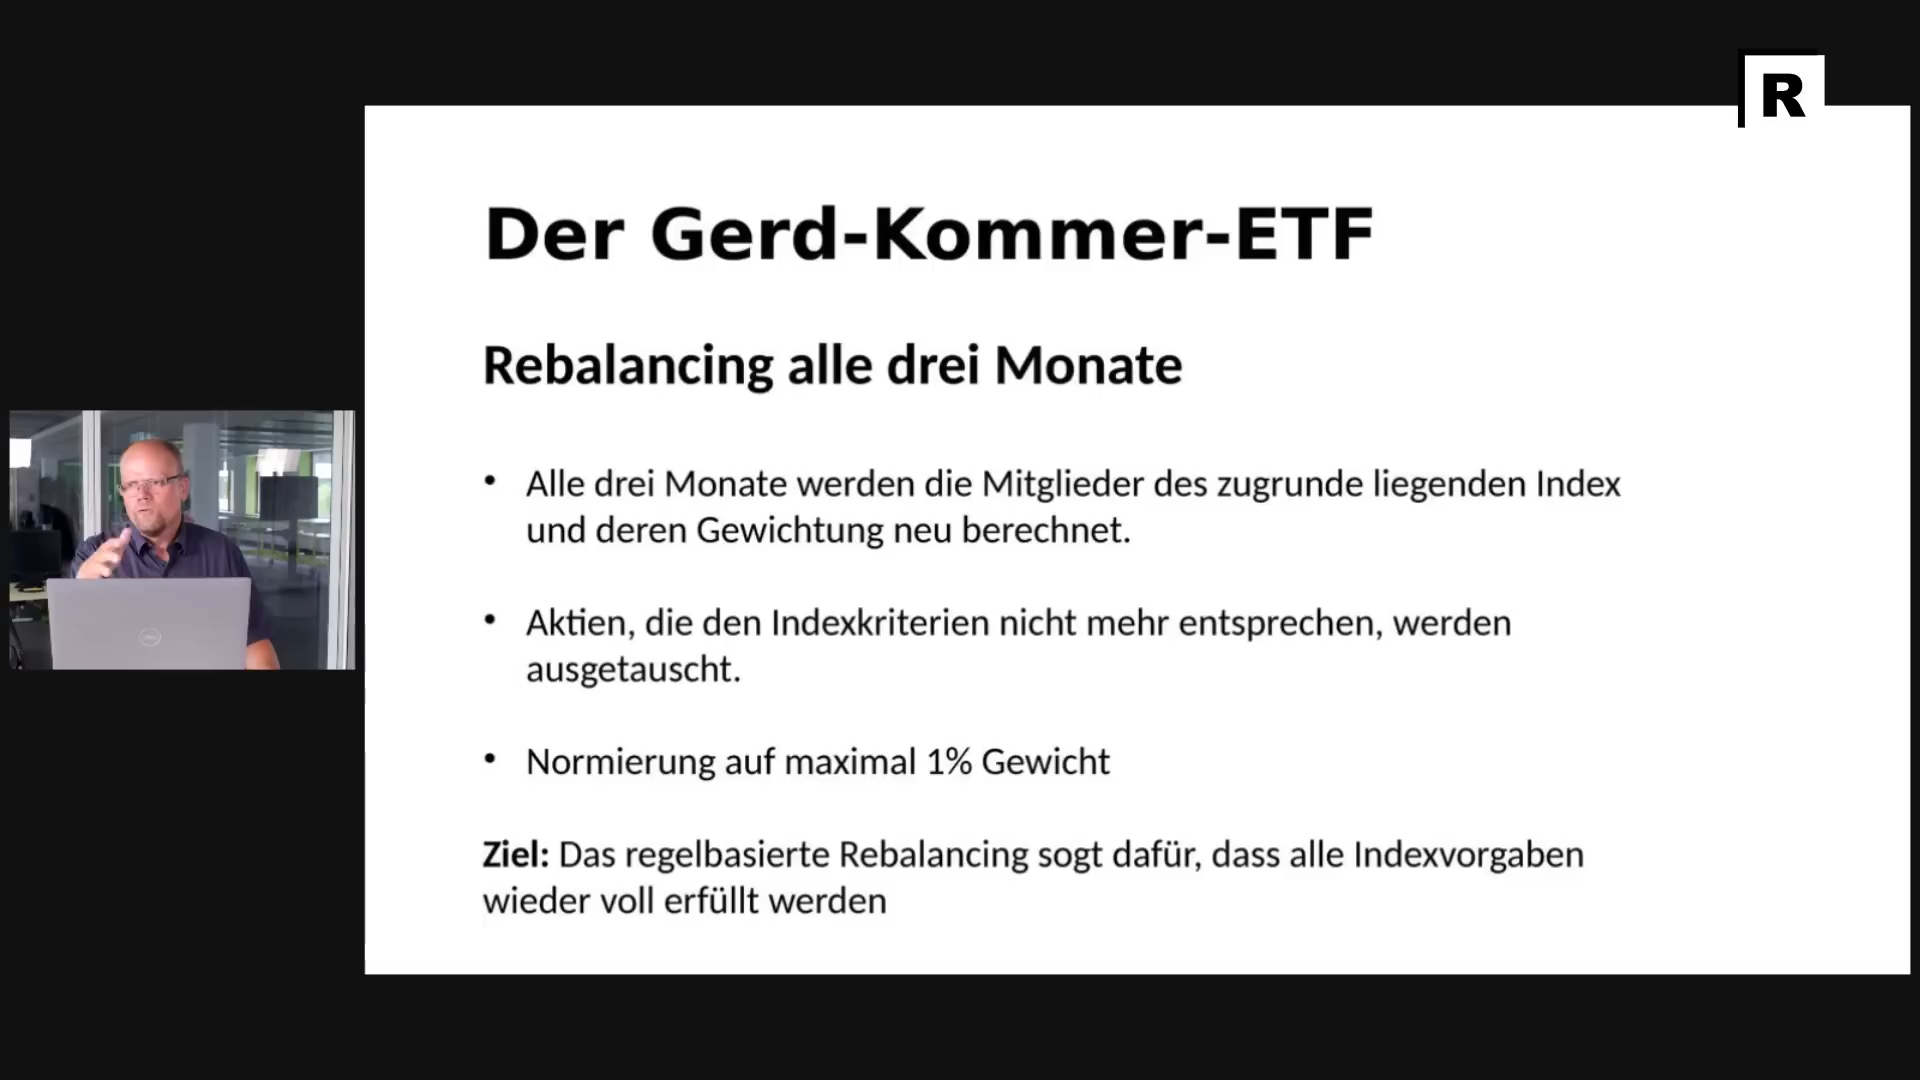 R
Der Gerd-Kommer-ETF
Rebalancing alle drei Monate
• Alle drei Monate werden die Mitglieder des zugrunde liegenden Index
und deren Gewichtung neu berechnet.
• Aktien, die den Indexkriterien nicht mehr entsprechen, werden
ausgetauscht.
• Normierung auf maximal 1% Gewicht
Ziel: Das regelbasierte Rebalancing sogt dafür, dass alle Indexvorgaben
wieder voll erfüllt werden